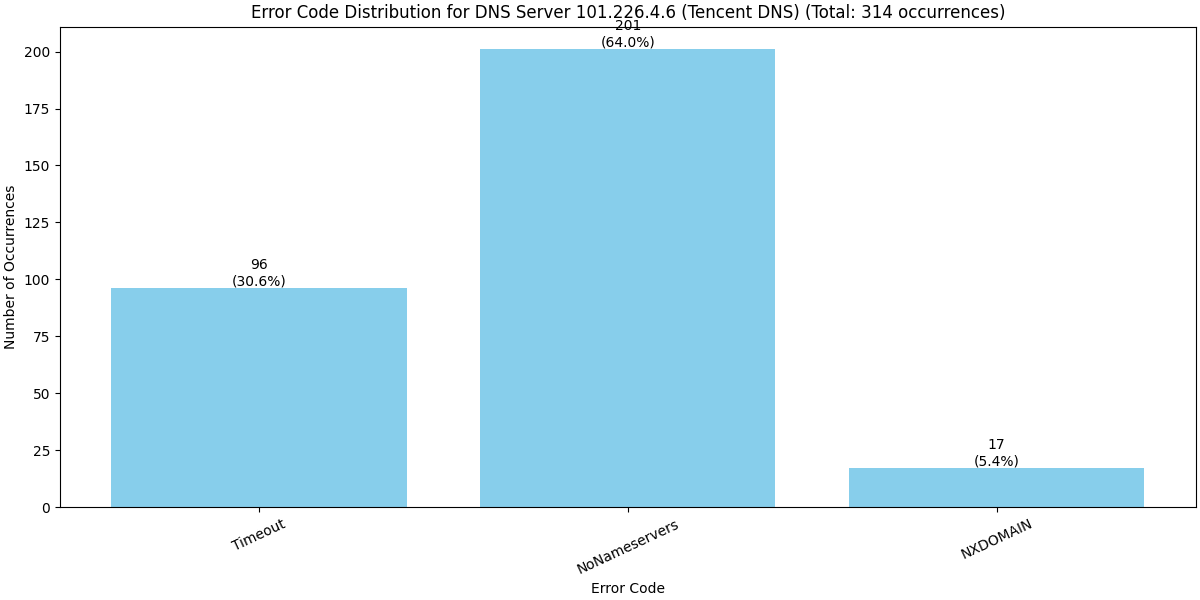 Error Code Distribution for DNS Server 101.226.4.6 (Tencent DNS) (Total: 314 occurrences)
Number of Occurrences
200
175
150
125
100
75
50
25
0
96
(30.6%)
201
(64.0%)
17
(5.4%)
Timeout
NoNameservers
NXDOMAIN
Error Code